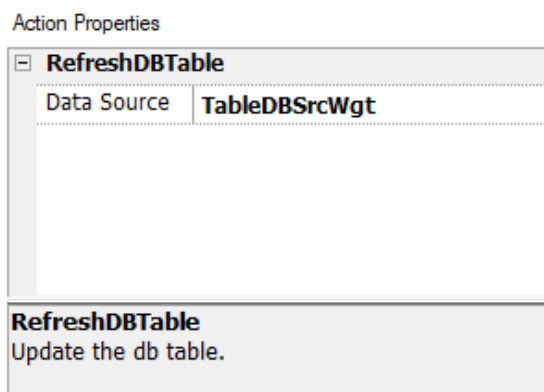 Action Properties
RefreshDBTable
Data Source TableDBSrcWgt
RefreshDBTable
Update the db table.